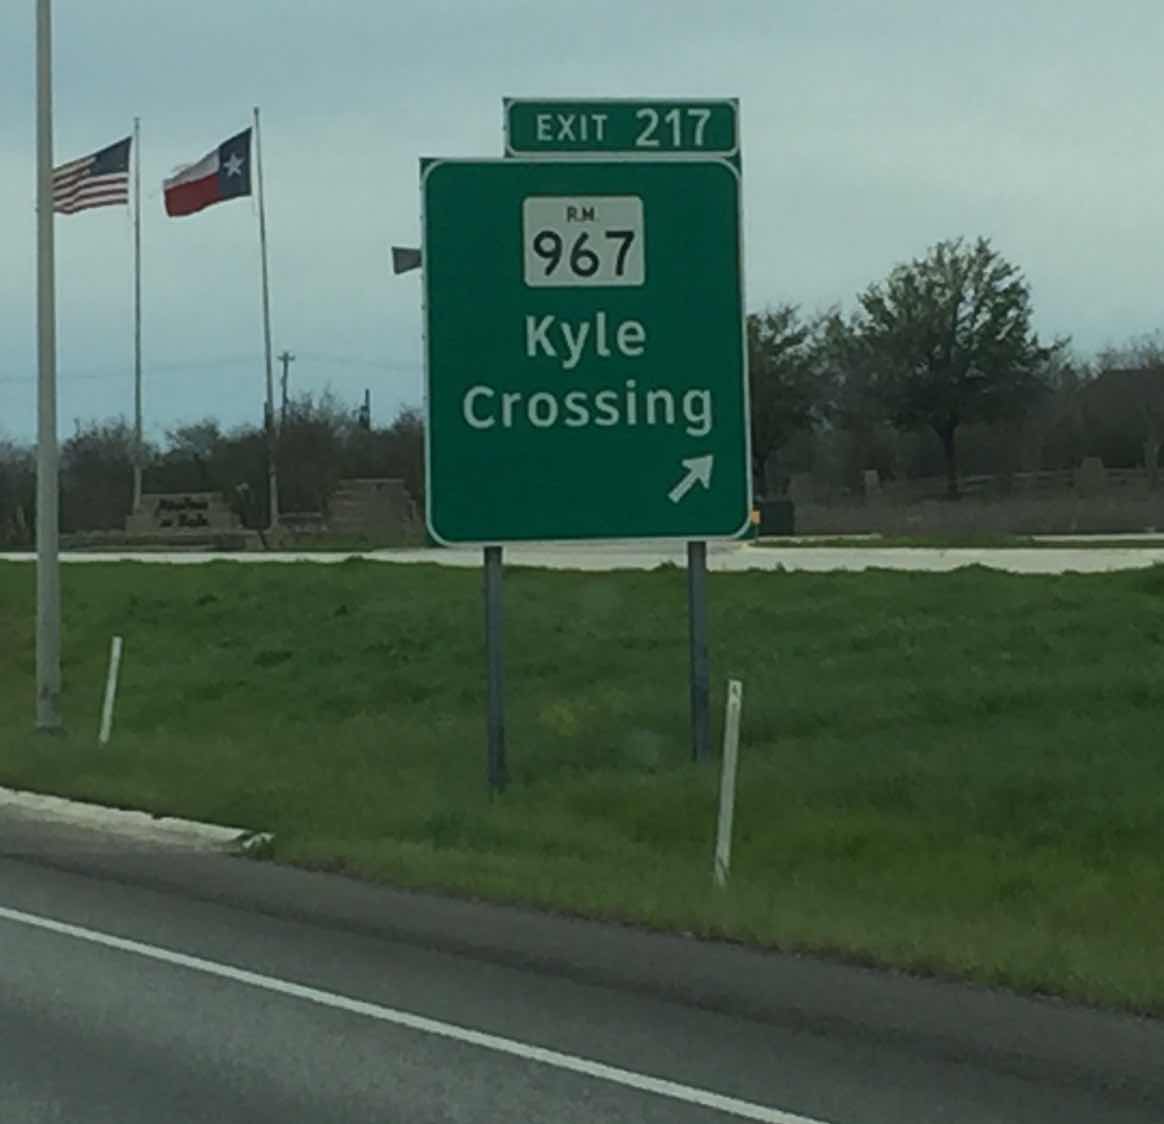 EXIT 217
R.M.
967
Kyle
Crossing